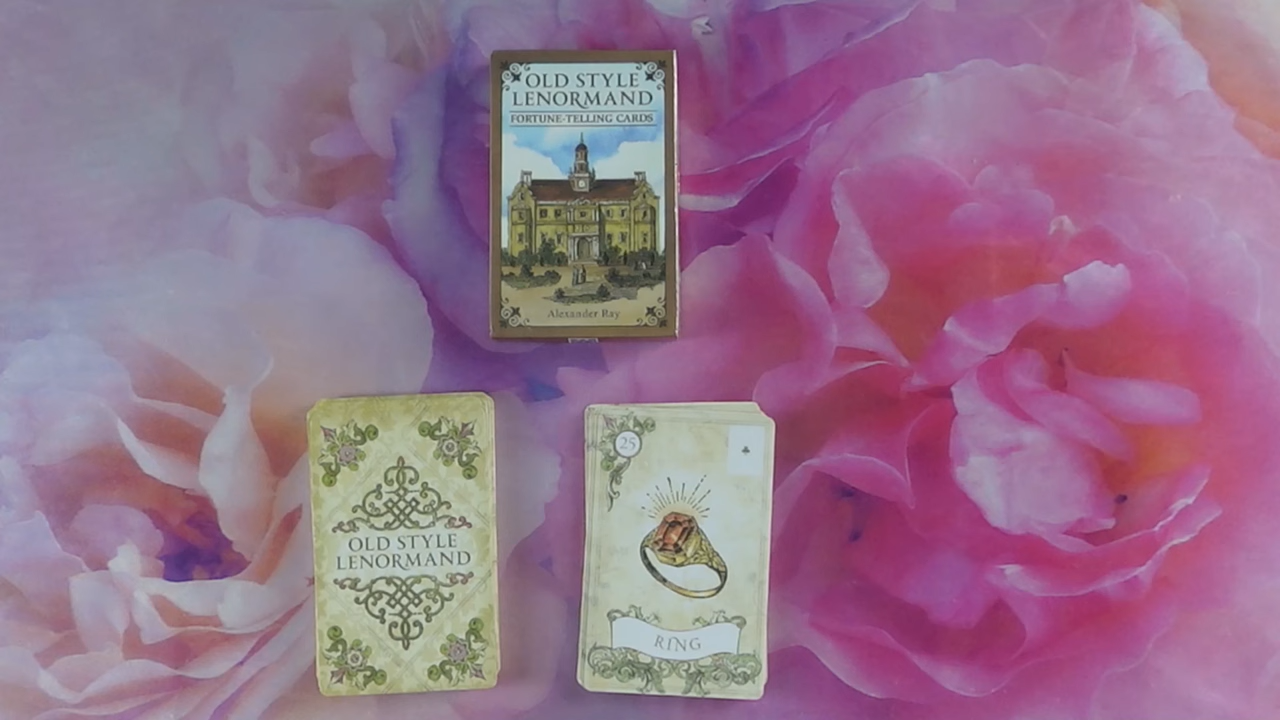 OLD STYLE
LENORMAND
FORTUNE-TELLING CARDS
Alexander Ray
OLD STYLE
LENORMAND
25
RING